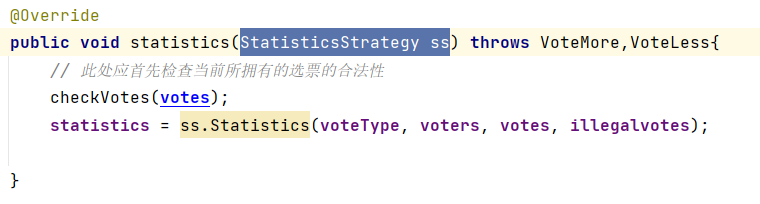 @Override
public void statistics(StatisticsStrategy ss) throws VoteMore,VoteLess{
// 此处应首先检查当前所拥有的选票的合法性
checkVotes(votes);
statistics = ss.Statistics(voteType, voters, votes, illegalvotes);
}